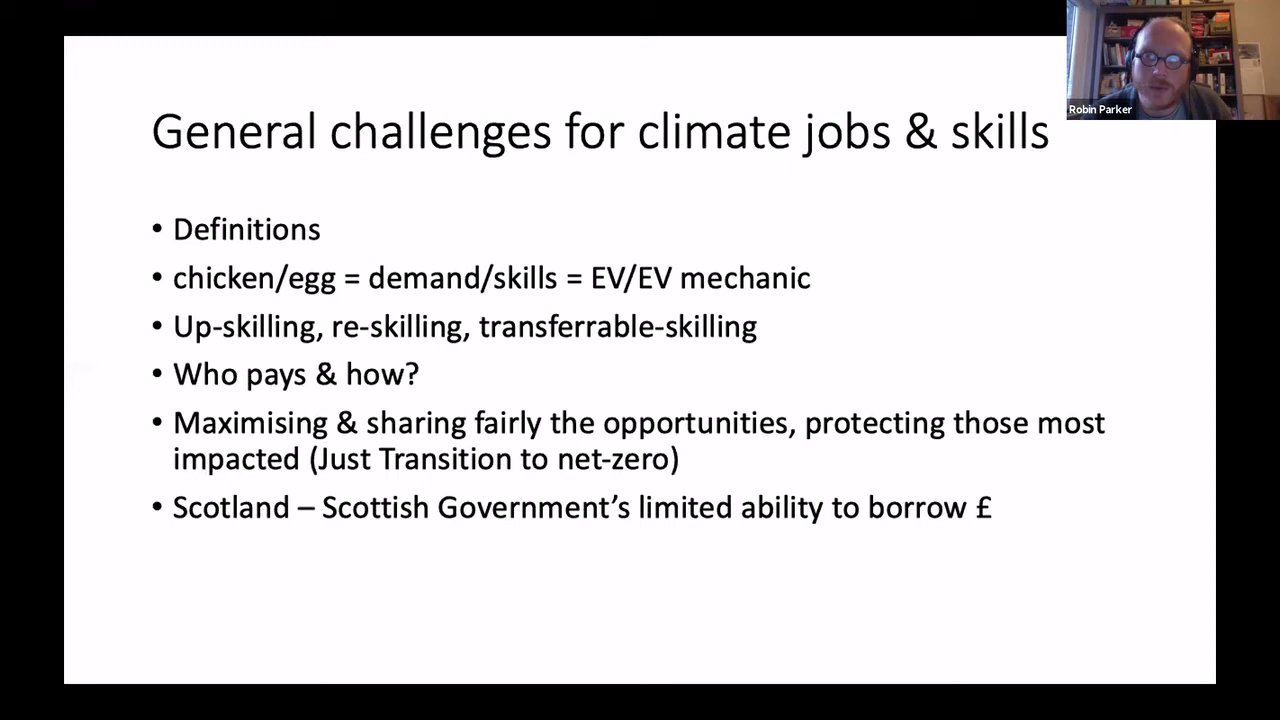 General challenges for climate jobs & skills
• Definitions
• chicken/egg = demand/skills = EV/EV mechanic
• Up-skilling, re-skilling, transferrable-skilling
• Who pays & how?
• Maximising & sharing fairly the opportunities, protecting those most
impacted (Just Transition to net-zero)
• Scotland – Scottish Government’s limited ability to borrow £
Robin Parker